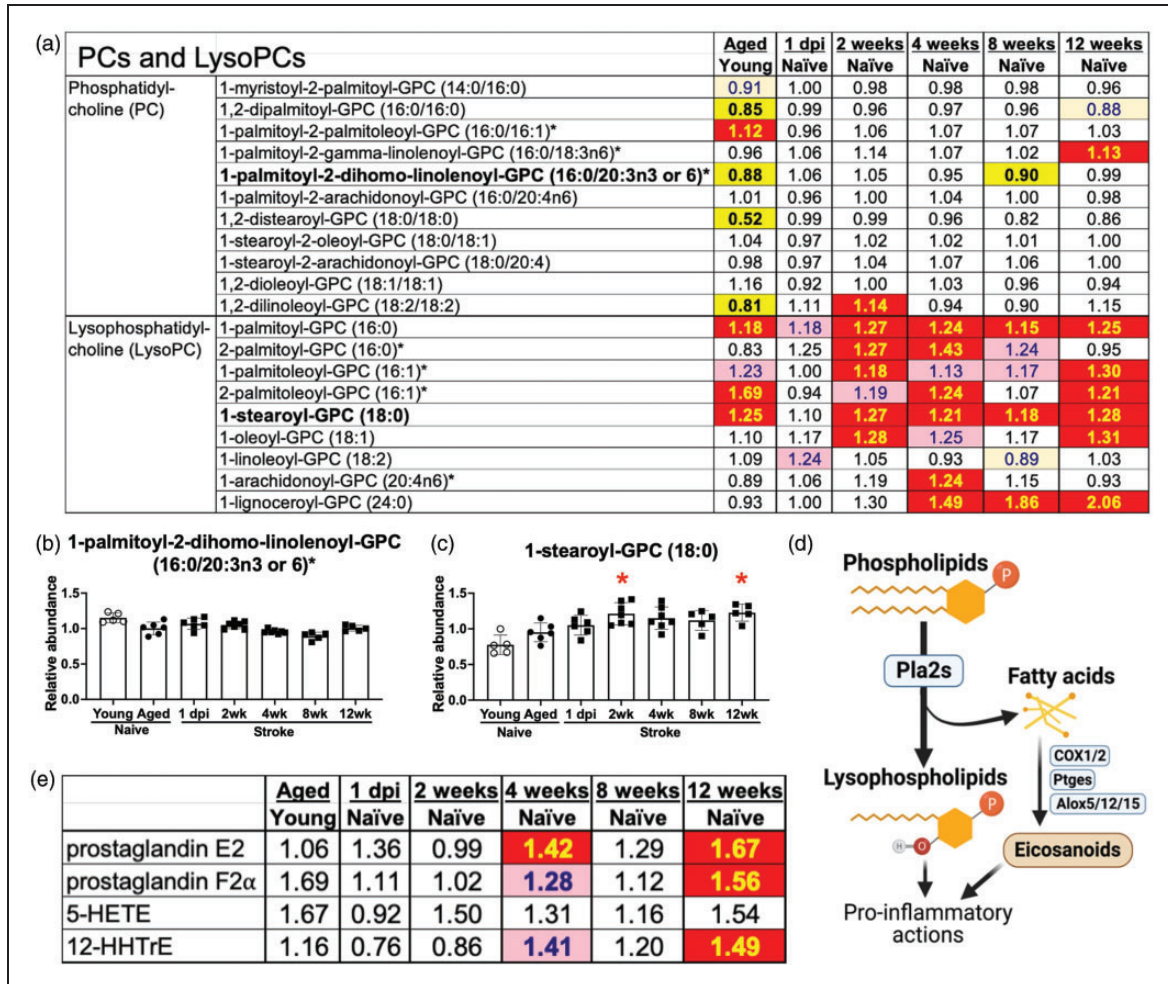 (a)
PCs and LysoPCs Aged 1 dpi 2 weeks 4 weeks 8 weeks 12 weeks
Young Naïve Naïve Naïve Naïve Naïve
Phosphatidyl- 1-myristoyl-2-palmitoyl-GPC (14:0/16:0) 0.91 1.00 0.98 0.98 0.98 0.96
choline (PC) 1,2-dipalmitoyl-GPC (16:0/16:0) 0.85 0.99 0.96 0.97 0.96 0.88
1-palmitoyl-2-palmitoleoyl-GPC (16:0/16:1)* 1.12 0.96 1.06 1.07 1.07 1.03
1-palmitoyl-2-gamma-linolenoyl-GPC (16:0/18:3n6)* 0.96 1.06 1.14 1.07 1.02 1.13
1-palmitoyl-2-dihomo-linolenoyl-GPC (16:0/20:3n3 or 6)* 0.88 1.06 1.05 0.95 0.90 0.99
1-palmitoyl-2-arachidonoyl-GPC (16:0/20:4n6) 1.01 0.96 1.00 1.04 1.00 0.98
1,2-distearoyl-GPC (18:0/18:0) 0.52 0.99 0.99 0.96 0.82 0.86
1-stearoyl-2-oleoyl-GPC (18:0/18:1) 1.04 0.97 1.02 1.02 1.01 1.00
1-stearoyl-2-arachidonoyl-GPC (18:0/20:4) 0.98 0.97 1.04 1.07 1.06 1.00
1,2-dioleoyl-GPC (18:1/18:1) 1.16 0.92 1.00 1.03 0.96 0.94
1,2-dilinoleoyl-GPC (18:2/18:2) 0.81 1.11 1.14 0.94 0.90 1.15
Lysophosphatidyl- 1-palmitoyl-GPC (16:0) 1.18 1.18 1.27 1.24 1.15 1.25
choline (LysoPC) 2-palmitoyl-GPC (16:0)* 0.83 1.25 1.27 1.43 1.24 0.95
1-palmitoleoyl-GPC (16:1)* 1.23 1.00 1.18 1.13 1.17 1.30
2-palmitoleoyl-GPC (16:1)* 1.69 0.94 1.19 1.24 1.07 1.21
1-stearoyl-GPC (18:0) 1.25 1.10 1.27 1.21 1.18 1.28
1-oleoyl-GPC (18:1) 1.10 1.17 1.28 1.25 1.17 1.31
1-linoleoyl-GPC (18:2) 1.09 1.24 1.05 0.93 0.89 1.03
1-arachidonoyl-GPC (20:4n6)* 0.89 1.06 1.19 1.24 1.15 0.93
1-lignoceroyl-GPC (24:0) 0.93 1.00 1.30 1.49 1.86 2.06
(b)
1-palmitoyl-2-dihomo-linolenoyl-GPC
(16:0/20:3n3 or 6)*
Relative abundance
1.5
1.0
0.5
0.0
Young Aged 1 dpi 2wk 4wk 8wk 12wk
Naive Stroke
(c)
1-stearoyl-GPC (18:0)
* *
Relative abundance
1.5
1.0
0.5
0.0
Young Aged 1 dpi 2wk 4wk 8wk 12wk
Naive Stroke
(d)
Phospholipids
P
Pla2s
Fatty acids
COX1/2
Ptges
Alox5/12/15
Lysophospholipids
P
H O
Eicosanoids
Pro-inflammatory
actions
(e)
Aged 1 dpi 2 weeks 4 weeks 8 weeks 12 weeks
Young Naïve Naïve Naïve Naïve Naïve
prostaglandin E2 1.06 1.36 0.99 1.42 1.29 1.67
prostaglandin F2α 1.69 1.11 1.02 1.28 1.12 1.56
5-HETE 1.67 0.92 1.50 1.31 1.16 1.54
12-HHTrE 1.16 0.76 0.86 1.41 1.20 1.49